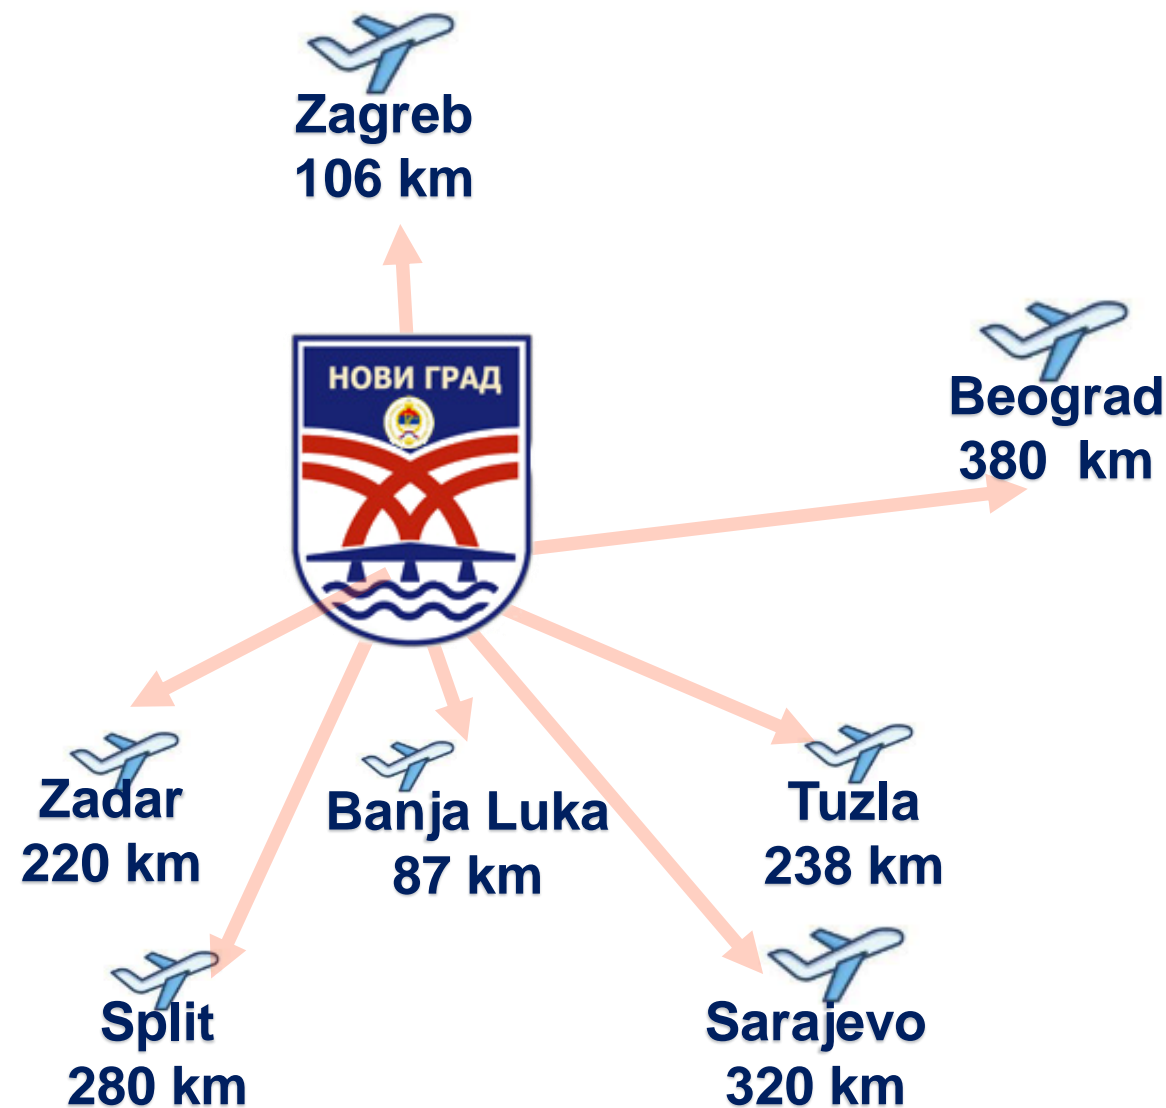 Zagreb
106 km
НОВИ ГРАД
Beograd
380  km
Zadar
220 km
Banja Luka
87 km
Tuzla
238 km
Split
280 km
Sarajevo
320 km